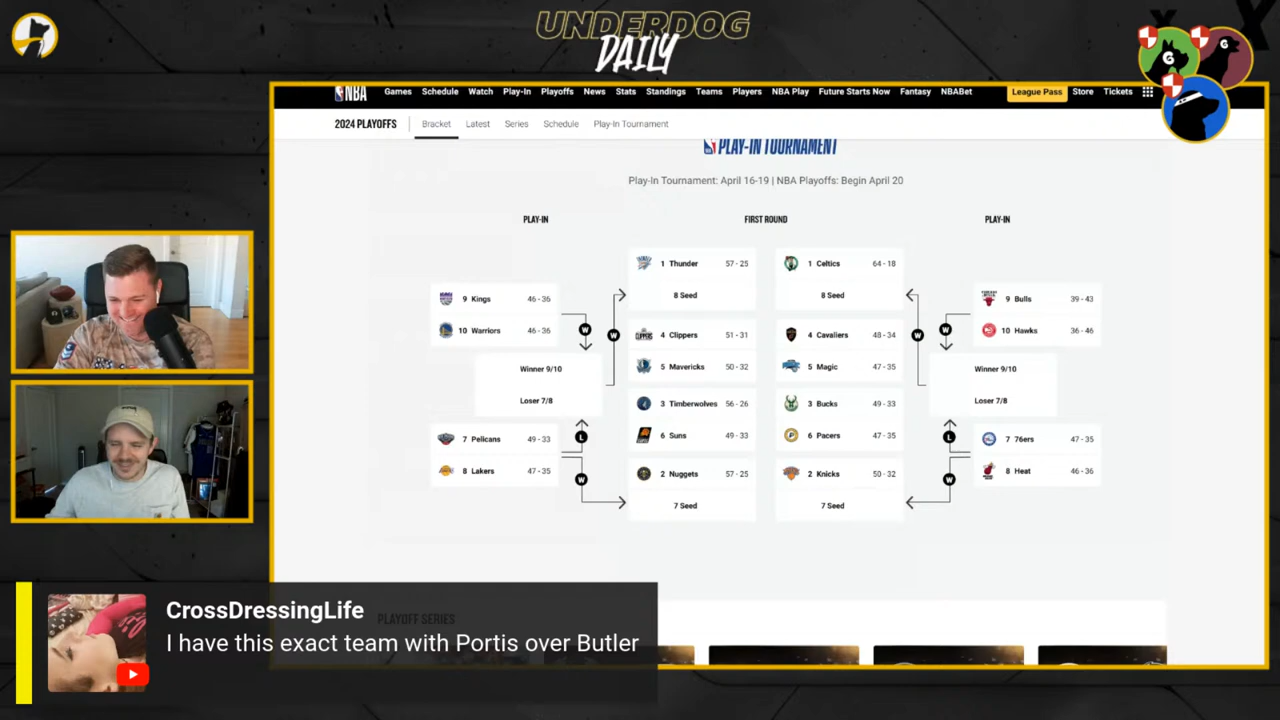 UNDERDOG
DAILY
NBA Games Schedule Watch Play-In Playoffs News Stats Standings Teams Players NBA Play Future Starts Now Fantasy NBABet League Pass Store Tickets
2024 PLAYOFFS Bracket Latest Series Schedule Play-In Tournament
PLAY-IN TOURNAMENT
Play-In Tournament: April 16-19 | NBA Playoffs: Begin April 20
PLAY-IN FIRST ROUND PLAY-IN
1 Thunder 57 - 25 1 Celtics 64 - 18
8 Seed 8 Seed
9 Kings 46 - 36 9 Bulls 39 - 43
10 Warriors 46 - 36 W W 4 Clippers 51 - 31 4 Cavaliers 48 - 34 W W 10 Hawks 36 - 46
Winner 9/10 5 Mavericks 50 - 32 5 Magic 47 - 35 Winner 9/10
Loser 7/8 3 Timberwolves 56 - 26 3 Bucks 49 - 33 Loser 7/8
7 Pelicans 49 - 33 L 6 Suns 49 - 33 6 Pacers 47 - 35 L 7 76ers 47 - 35
8 Lakers 47 - 35 W 2 Nuggets 57 - 25 2 Knicks 50 - 32 W 8 Heat 46 - 36
7 Seed 7 Seed
PLAYOFF SERIES
CrossDressingLife
I have this exact team with Portis over Butler
G
G